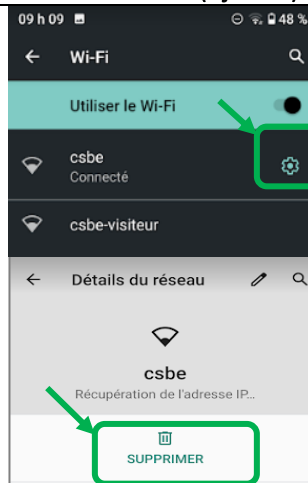 09 h 09 48 %
Wi-Fi
Utiliser le Wi-Fi
csbe
Connecté
csbe-visiteur
Détails du réseau
csbe
Récupération de l'adresse IP...
SUPPRIMER